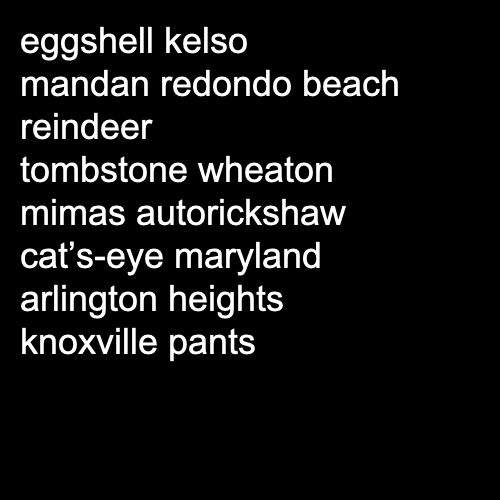 eggshell kelso
mandan redondo beach
reindeer
tombstone wheaton
mimas autorickshaw
cat’s-eye maryland
arlington heights
knoxville pants